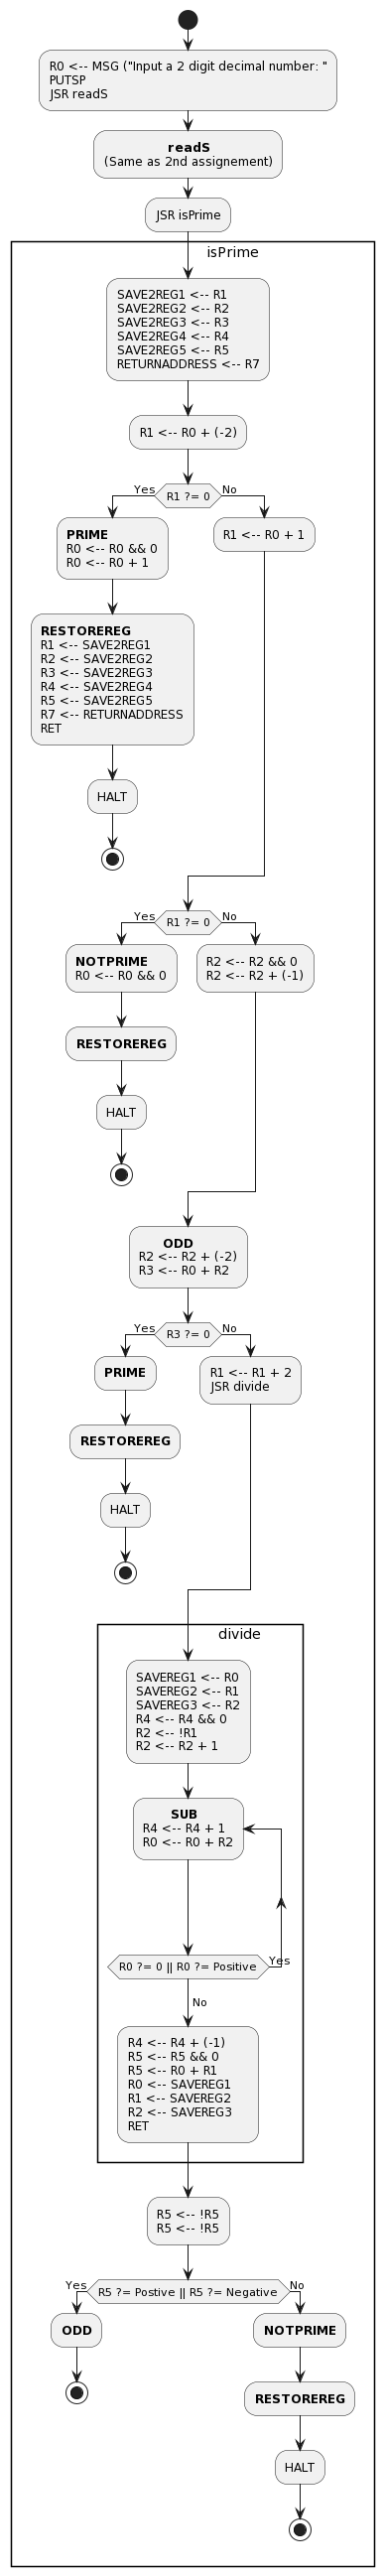 R0 <-- MSG ("Input a 2 digit decimal number: "
PUTSP
JSR readS
readS
(Same as 2nd assignement)
JSR isPrime
isPrime
SAVE2REG1 <-- R1
SAVE2REG2 <-- R2
SAVE2REG3 <-- R3
SAVE2REG4 <-- R4
SAVE2REG5 <-- R5
RETURNADDRESS <-- R7
R1 <-- R0 + (-2)
Yes
R1 ?= 0
No
PRIME
R0 <-- R0 && 0
R0 <-- R0 + 1
R1 <-- R0 + 1
RESTOREREG
R1 <-- SAVE2REG1
R2 <-- SAVE2REG2
R3 <-- SAVE2REG3
R4 <-- SAVE2REG4
R5 <-- SAVE2REG5
R7 <-- RETURNADDRESS
RET
HALT
Yes
R1 ?= 0
No
NOTPRIME
R0 <-- R0 && 0
R2 <-- R2 && 0
R2 <-- R2 + (-1)
RESTOREREG
HALT
ODD
R2 <-- R2 + (-2)
R3 <-- R0 + R2
Yes
R3 ?= 0
No
PRIME
R1 <-- R1 + 2
JSR divide
RESTOREREG
HALT
divide
SAVEREG1 <-- R0
SAVEREG2 <-- R1
SAVEREG3 <-- R2
R4 <-- R4 && 0
R2 <-- !R1
R2 <-- R2 + 1
SUB
R4 <-- R4 + 1
R0 <-- R0 + R2
R0 ?= 0 || R0 ?= Positive
Yes
No
R4 <-- R4 + (-1)
R5 <-- R5 && 0
R5 <-- R0 + R1
R0 <-- SAVEREG1
R1 <-- SAVEREG2
R2 <-- SAVEREG3
RET
R5 <-- !R5
R5 <-- !R5
Yes
R5 ?= Postive || R5 ?= Negative
No
ODD
NOTPRIME
RESTOREREG
HALT